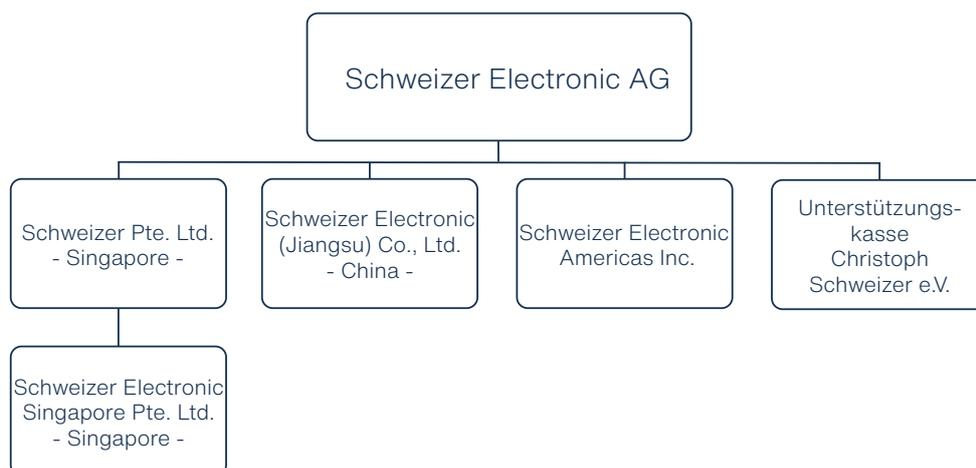 Schweizer Electronic AG
Schweizer Pte. Ltd.
- Singapore -
Schweizer Electronic
(Jiangsu) Co., Ltd.
- China -
Schweizer Electronic
Americas Inc.
Unterstützungs-
kasse
Christoph
Schweizer e.V.
Schweizer Electronic
Singapore Pte. Ltd.
- Singapore -